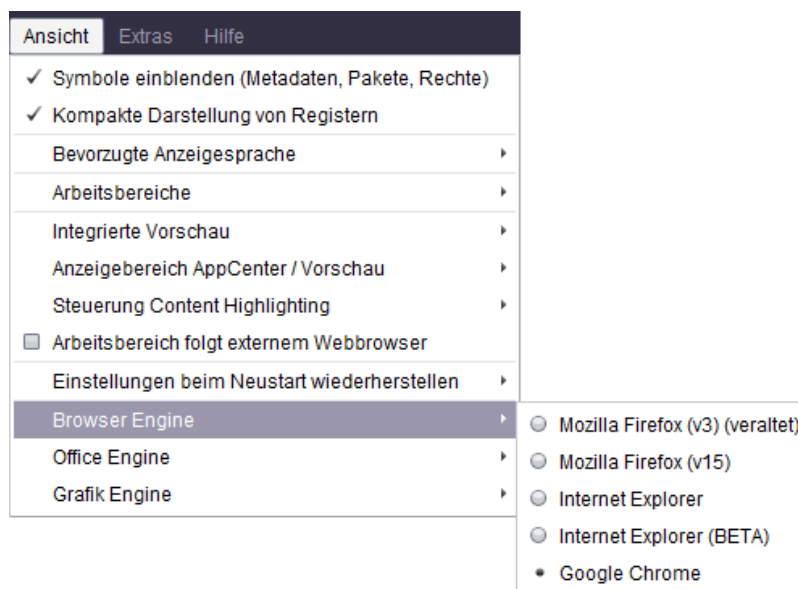 Ansicht Extras Hilfe
Symbole einblenden (Metadaten, Pakete, Rechte)
Kompakte Darstellung von Registern
Bevorzugte Anzeigesprache
Arbeitsbereiche
Integrierte Vorschau
Anzeigebereich AppCenter / Vorschau
Steuerung Content Highlighting
Arbeitsbereich folgt externem Webbrowser
Einstellungen beim Neustart wiederherstellen
Browser Engine
Office Engine
Grafik Engine
Mozilla Firefox (v3) (veraltet)
Mozilla Firefox (v15)
Internet Explorer
Internet Explorer (BETA)
Google Chrome